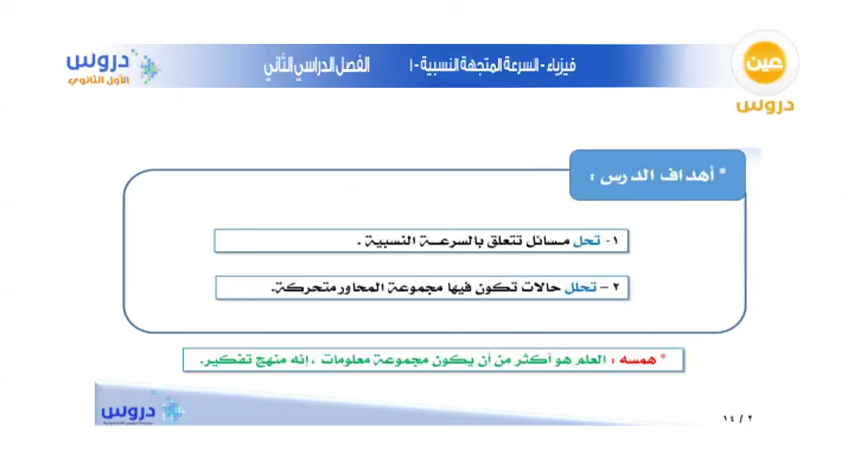 عين
دروس
فيزياء - السرعة المتجهة النسبية - ١
الفصل الدراسي الثاني
دروس
الأول الثانوي
* أهداف الدرس :
١- تحل مسائل تتعلق بالسرعة النسبية .
٢ – تحلل حالات تكون فيها مجموعة المحاور متحركة.
* همسه : العلم هو أكثر من أن يكون مجموعة معلومات ، إنه منهج تفكير.
دروس
١٤ / ٢